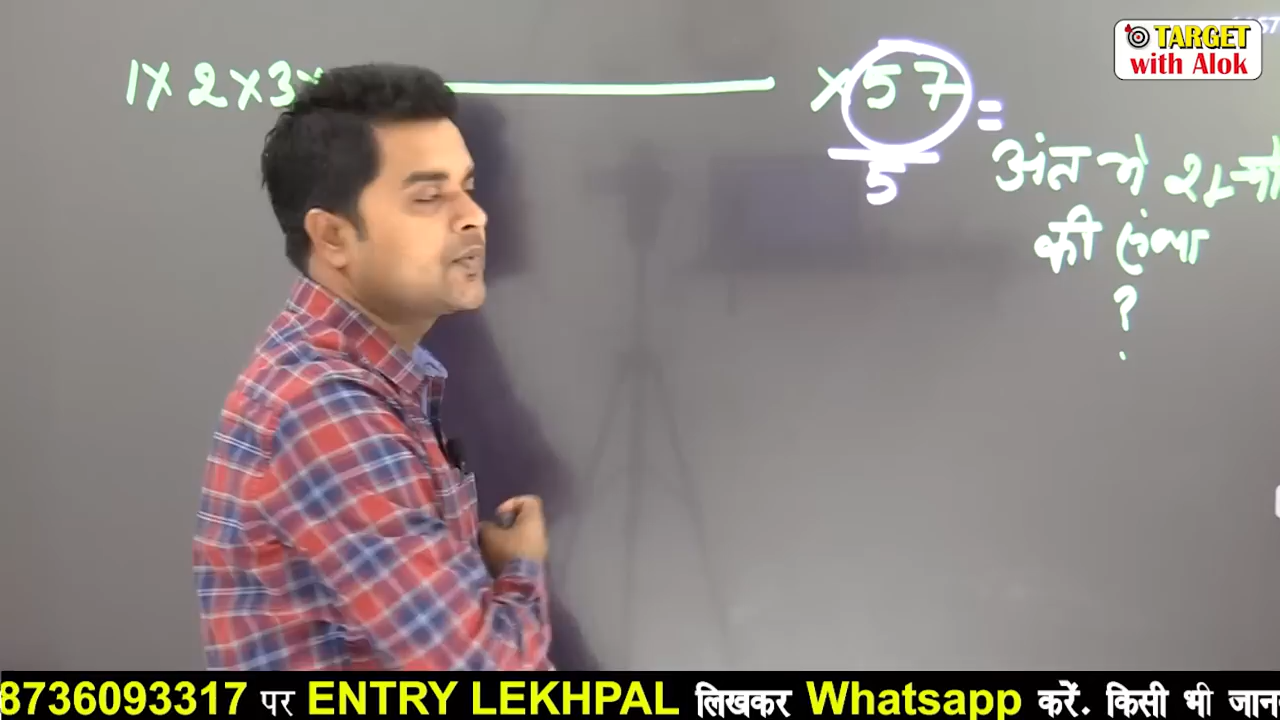 TARGET
with Alok
1 x 2 x 3 x ———— x 57 =
5
अंत में शून्यो
की संख्या
?
8736093317 पर ENTRY LEKHPAL लिखकर Whatsapp करें. किसी भी जान